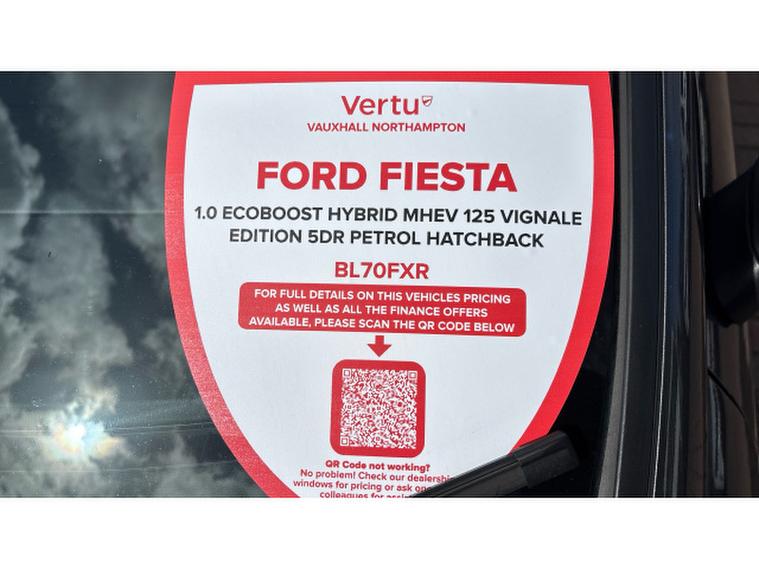 Vertu
VAUXHALL NORTHAMPTON
FORD FIESTA
1.0 ECOBOOST HYBRID MHEV 125 VIGNALE
EDITION 5DR PETROL HATCHBACK
BL70FXR
FOR FULL DETAILS ON THIS VEHICLES PRICING
AS WELL AS ALL THE FINANCE OFFERS
AVAILABLE, PLEASE SCAN THE QR CODE BELOW
QR Code not working?
No problem! Check our
windows for pricing or ask
colleagues for